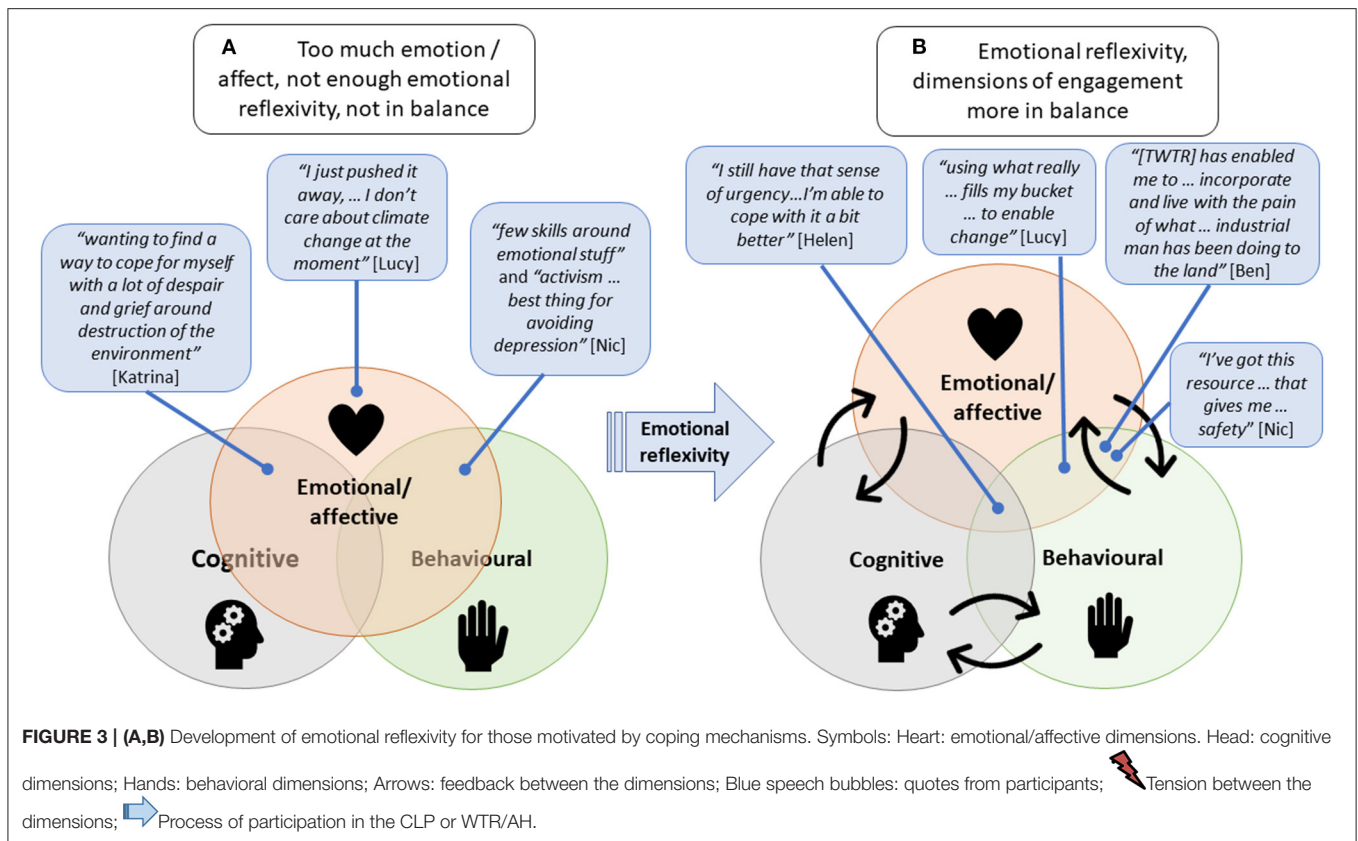 A Too much emotion /
affect, not enough emotional
reflexivity, not in balance
"wanting to find a
way to cope for myself
with a lot of despair
and grief around
destruction of the
environment"
[Katrina]
"I just pushed it
away, ... I don't
care about climate
change at the
moment" [Lucy]
"few skills around
emotional stuff"
and "activism ...
best thing for
avoiding
depression" [Nic]
Emotional/
affective
Cognitive
Behavioural
Emotional
reflexivity
B Emotional reflexivity,
dimensions of engagement
more in balance
"I still have that sense
of urgency...I'm able to
cope with it a bit
better" [Helen]
"using what really
... fills my bucket
... to enable
change" [Lucy]
"[TWTR] has enabled
me to ... incorporate
and live with the pain
of what ... industrial
man has been doing to
the land" [Ben]
"I've got this
resource ... that
gives me ...
safety" [Nic]
Emotional/
affective
Cognitive
Behavioural
FIGURE 3 | (A,B) Development of emotional reflexivity for those motivated by coping mechanisms. Symbols: Heart: emotional/affective dimensions. Head: cognitive
dimensions; Hands: behavioral dimensions; Arrows: feedback between the dimensions; Blue speech bubbles: quotes from participants; Tension between the
dimensions; Process of participation in the CLP or WTR/AH.